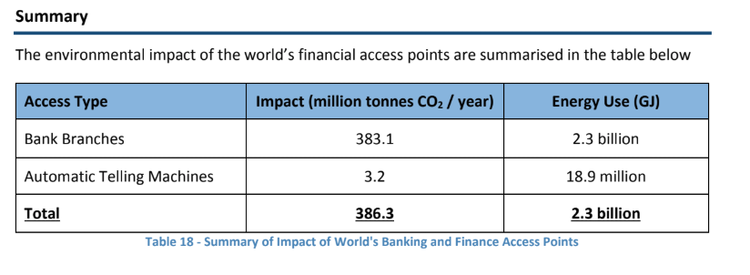 Summary
The environmental impact of the world's financial access points are summarised in the table below
Access Type Impact (million tonnes CO₂ / year) Energy Use (GJ)
Bank Branches 383.1 2.3 billion
Automatic Telling Machines 3.2 18.9 million
Total 386.3 2.3 billion
Table 18 - Summary of Impact of World's Banking and Finance Access Points